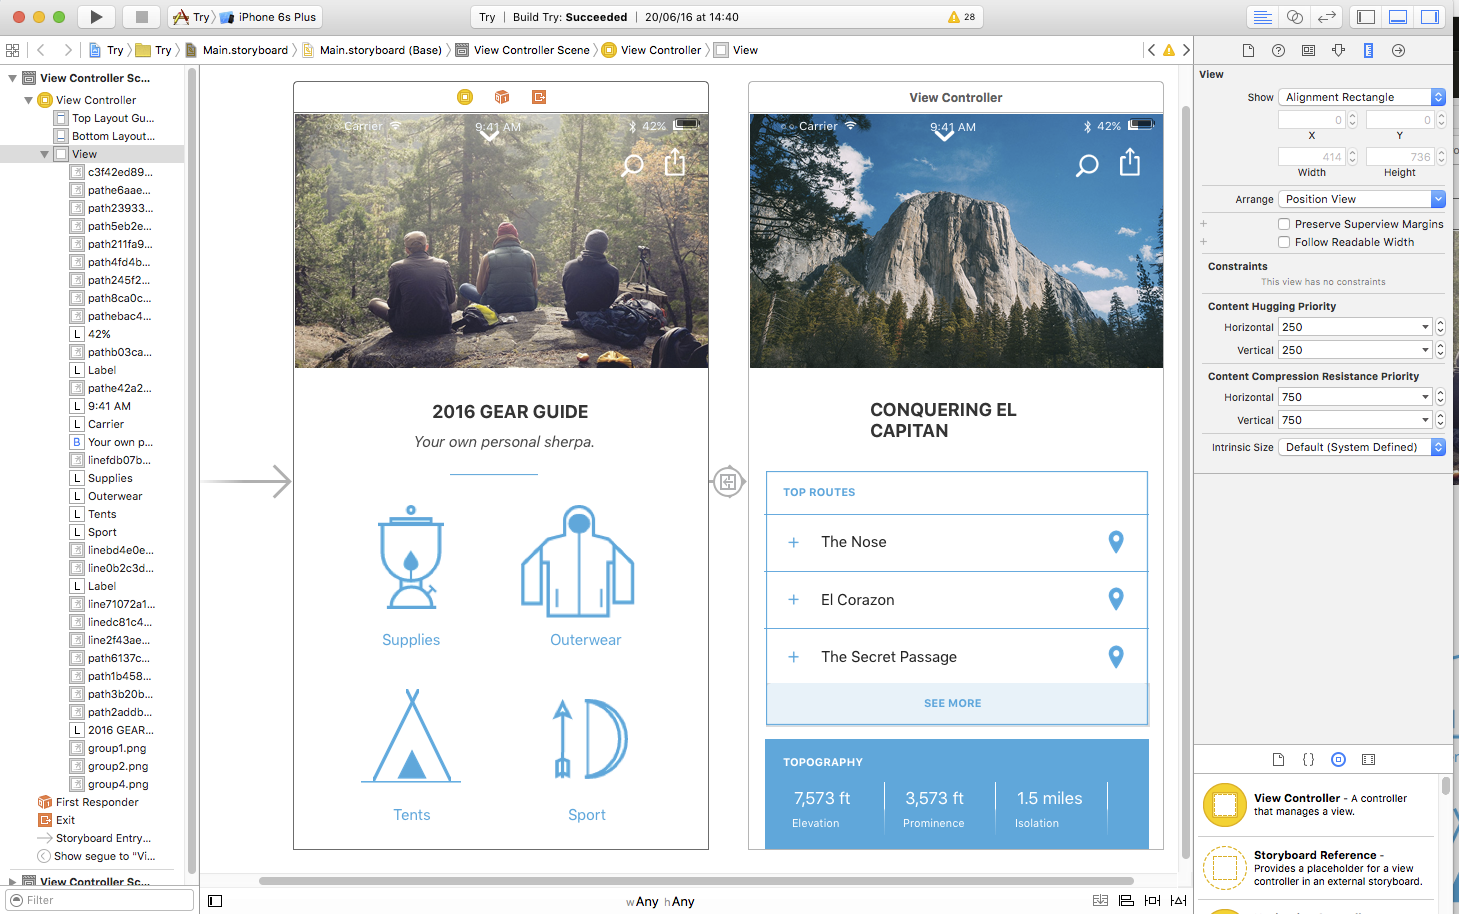 Try
iPhone 6s Plus
Try
Build Try: Succeeded
20/06/16 at 14:40
28
Try
Try
Main.storyboard
Main.storyboard (Base)
View Controller Scene
View Controller
View
View Controller Sc...
View Controller
Top Layout Gu...
Bottom Layout...
View
c3f42ed89...
pathe6aae...
path23933...
path5eb2e...
path211fa9...
path4fd4b...
path245f2...
path8ca0c...
pathebac4...
L 42%
pathb03ca...
L Label
pathe42a2...
L 9:41 AM
L Carrier
B Your own p...
linefdb07b...
L Supplies
L Outerwear
L Tents
L Sport
linebd4e0e...
line0b2c3d...
L Label
line71072a1...
linedc81c4...
line2f43ae...
path6137c...
path1b458...
path3b20b...
path2addb...
L 2016 GEAR...
group1.png
group2.png
group4.png
First Responder
Exit
Storyboard Entry...
Show segue to "Vi...
View Controller Sc...
Filter
Carrier
9:41 AM
42%
2016 GEAR GUIDE
Your own personal sherpa.
Supplies
Outerwear
Tents
Sport
View Controller
Carrier
9:41 AM
42%
CONQUERING EL
CAPITAN
TOP ROUTES
+ The Nose
+ El Corazon
+ The Secret Passage
SEE MORE
TOPOGRAPHY
7,573 ft
3,573 ft
1.5 miles
Elevation
Prominence
Isolation
wAny hAny
View
Show
Alignment Rectangle
0
0
X
Y
414
736
Width
Height
Arrange
Position View
+
Preserve Superview Margins
+
Follow Readable Width
Constraints
This view has no constraints
Content Hugging Priority
Horizontal
250
Vertical
250
Content Compression Resistance Priority
Horizontal
750
Vertical
750
Intrinsic Size
Default (System Defined)
{}
View Controller - A controller
that manages a view.
Storyboard Reference -
Provides a placeholder for a view
controller in an external storyboard.